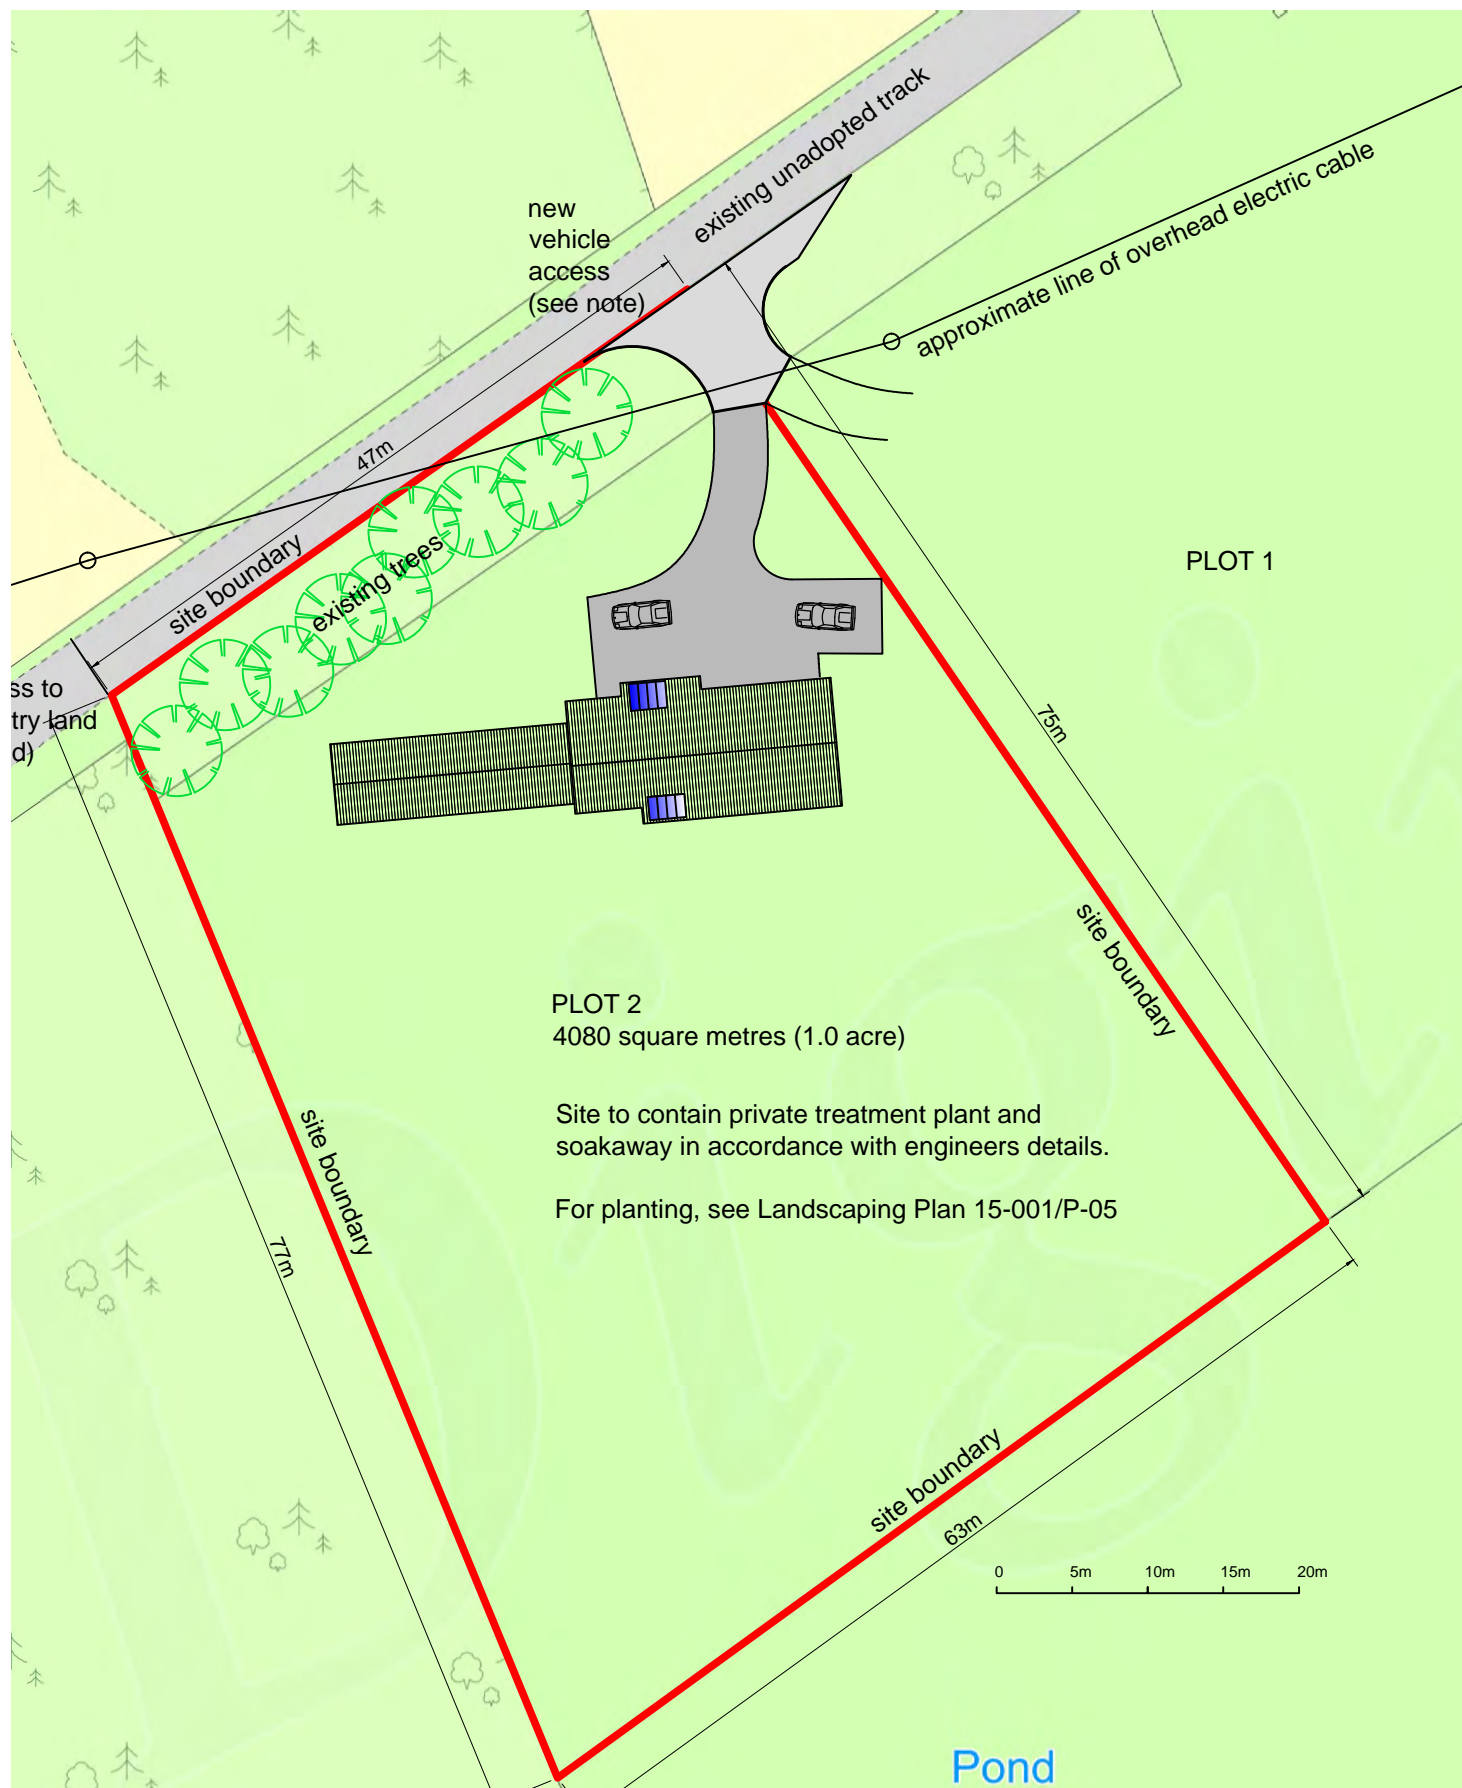 existing unadopted track
new
vehicle
access
(see note)
approximate line of overhead electric cable
47m
site boundary
existing trees
PLOT 1
ss to
try land
d)
75m
site boundary
PLOT 2
4080 square metres (1.0 acre)
Site to contain private treatment plant and
soakaway in accordance with engineers details.
For planting, see Landscaping Plan 15-001/P-05
site boundary
77m
site boundary
63m
0 5m 10m 15m 20m
Pond